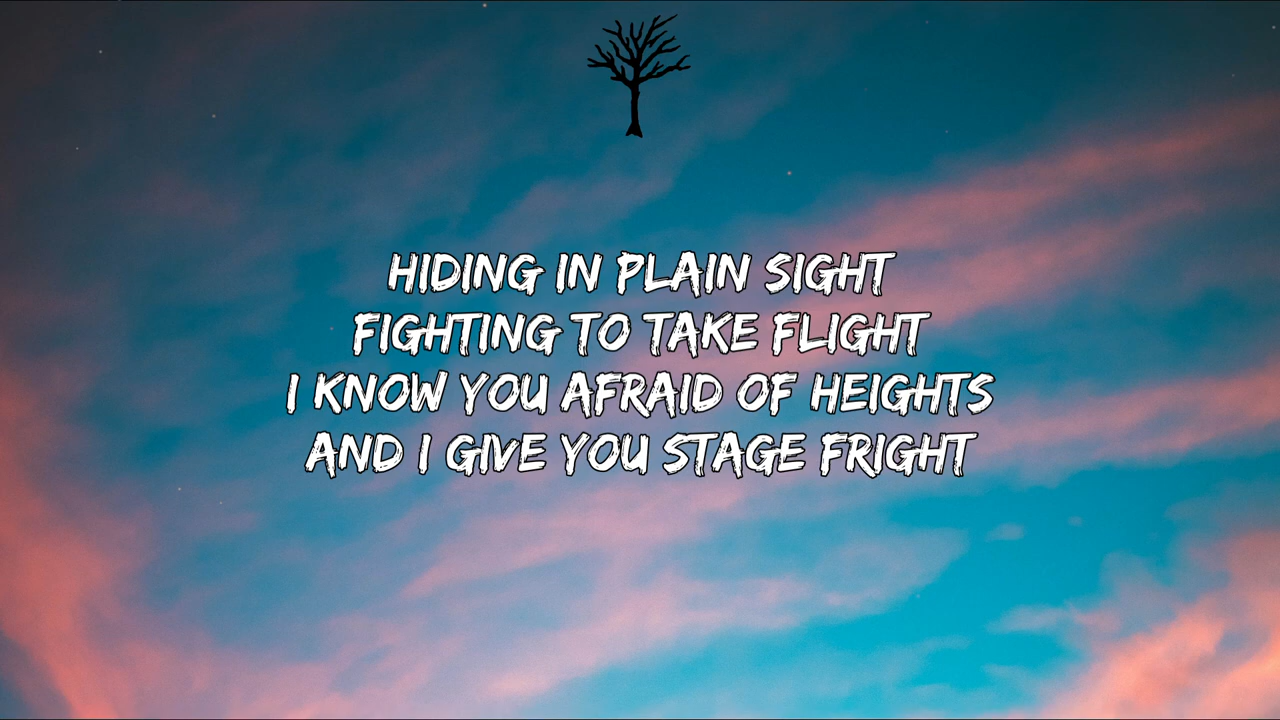 HIDING IN PLAIN SIGHT
FIGHTING TO TAKE FLIGHT
I KNOW YOU AFRAID OF HEIGHTS
AND I GIVE YOU STAGE FRIGHT